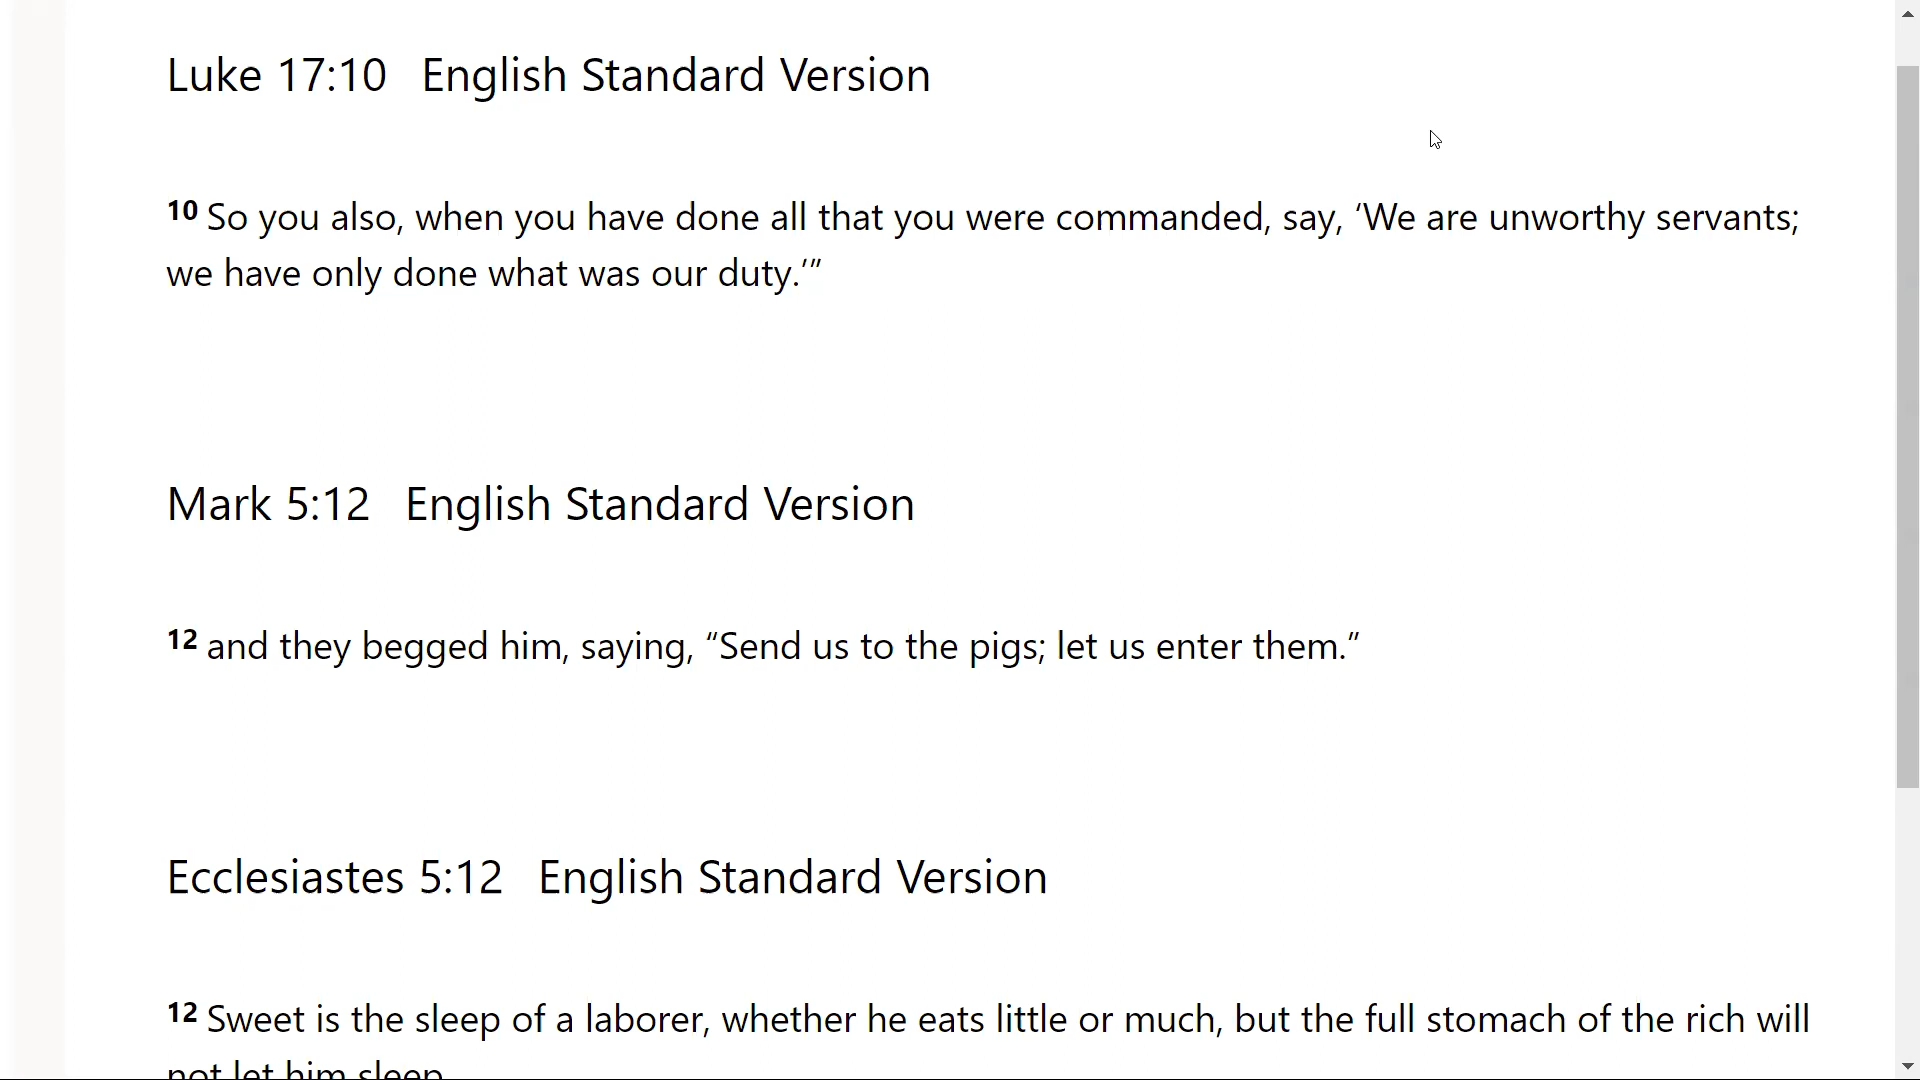 Luke 17:10 English Standard Version
10 So you also, when you have done all that you were commanded, say, ‘We are unworthy servants;
we have only done what was our duty.’”
Mark 5:12 English Standard Version
12 and they begged him, saying, “Send us to the pigs; let us enter them.”
Ecclesiastes 5:12 English Standard Version
12 Sweet is the sleep of a laborer, whether he eats little or much, but the full stomach of the rich will
not let him sleep